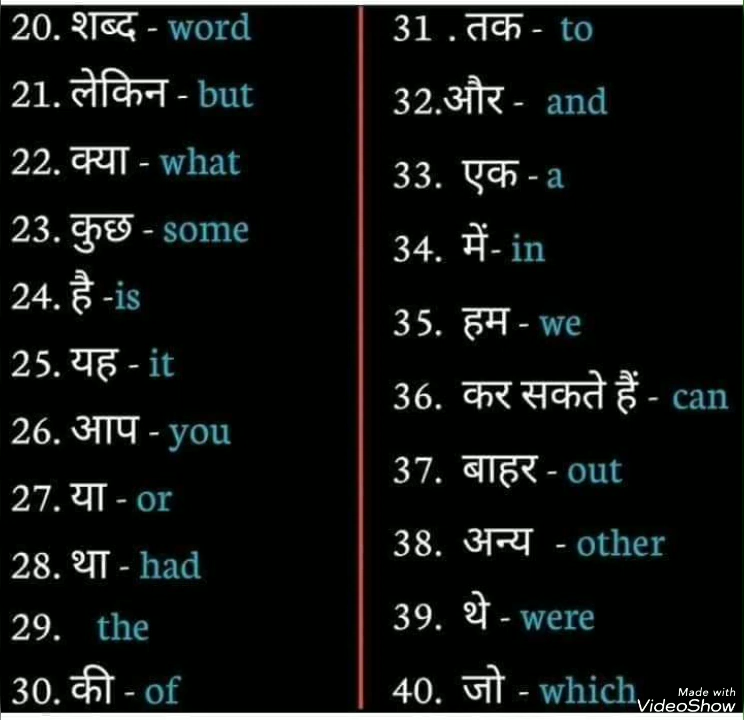 20. शब्द - word
21. लेकिन - but
22. क्या - what
23. कुछ - some
24. है -is
25. यह - it
26. आप - you
27. या - or
28. था - had
29. the
30. की - of
31 . तक - to
32.और - and
33. एक - a
34. में- in
35. हम - we
36. कर सकते हैं - can
37. बाहर - out
38. अन्य - other
39. थे - were
40. जो - which
Made with
VideoShow